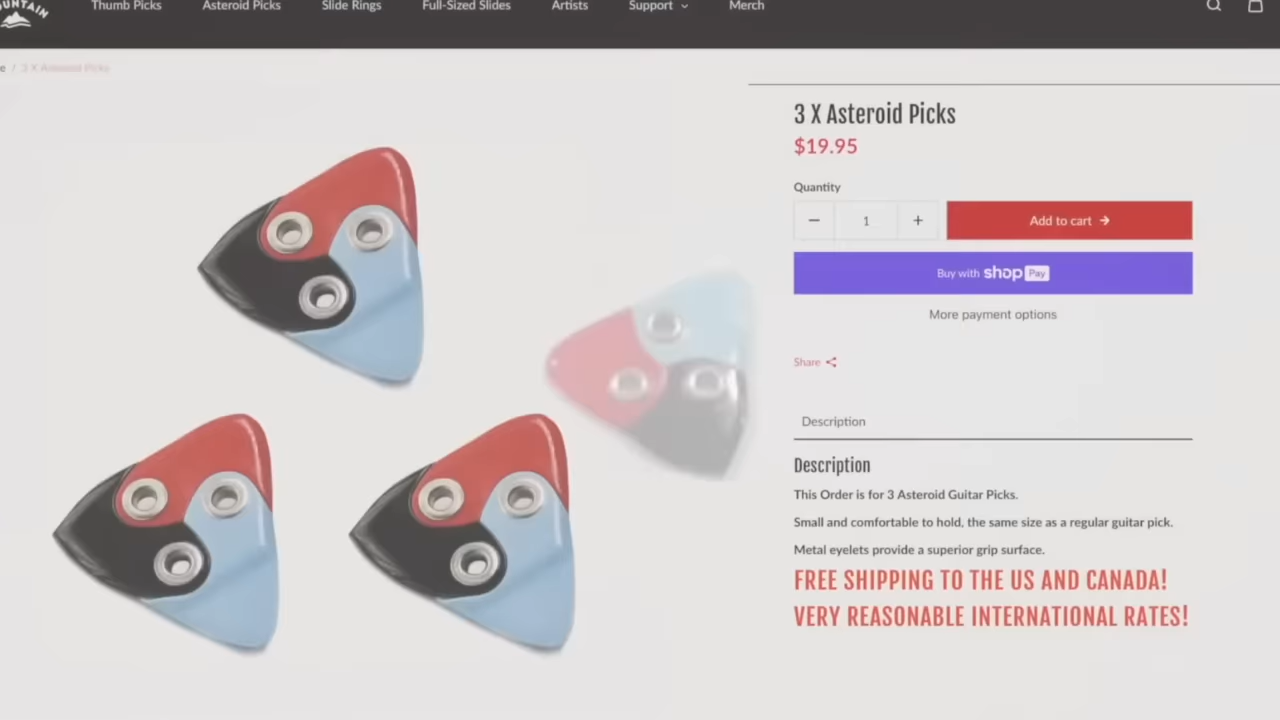 Thumb Picks Asteroid Picks Slide Rings Full-Sized Slides Artists Support Merch
3 X Asteroid Picks
3 X Asteroid Picks
$19.95
Quantity
1
Add to cart
Buy with shop Pay
More payment options
Share
Description
Description
This Order is for 3 Asteroid Guitar Picks.
Small and comfortable to hold, the same size as a regular guitar pick.
Metal eyelets provide a superior grip surface.
FREE SHIPPING TO THE US AND CANADA!
VERY REASONABLE INTERNATIONAL RATES!